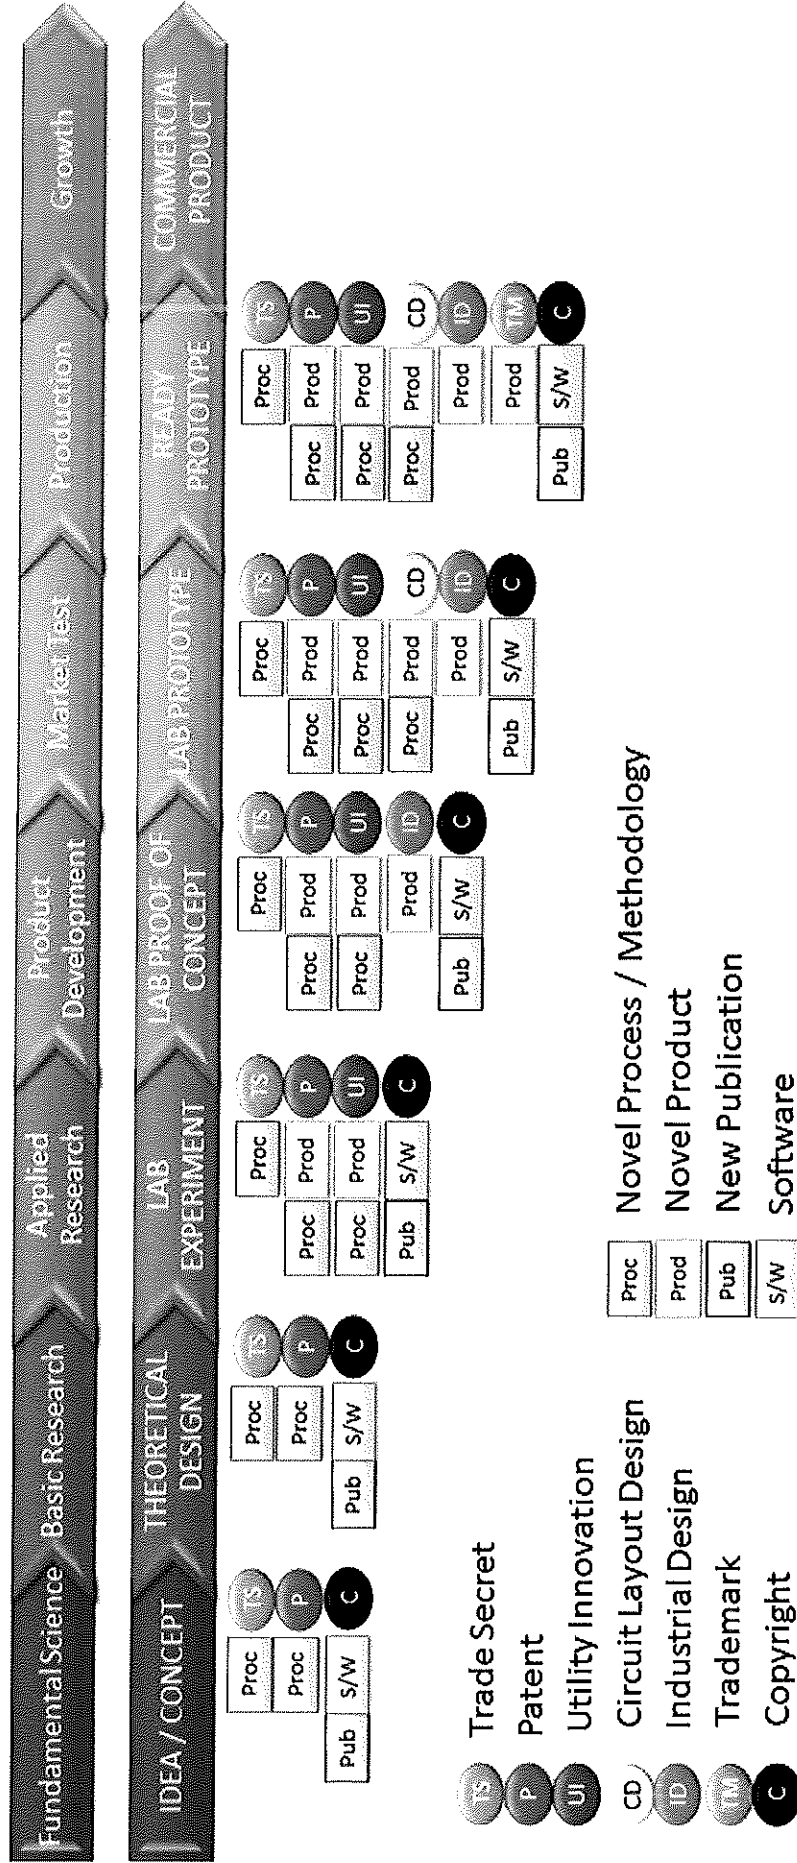 Fundamental Science
Basic Research
Applied
Research
Product
Development
Market Test
Production
Growth
IDEA / CONCEPT
THEORETICAL
DESIGN
LAB
EXPERIMENT
LAB PROOF OF
CONCEPT
LAB PROTOTYPE
READY
PROTOTYPE
COMMERCIAL
PRODUCT
Proc TS
Proc P
Pub S/W C
Proc TS
Proc P
Pub S/W C
Proc TS
Proc Prod P
Proc Prod UI
Pub S/W C
Proc TS
Proc Prod P
Proc Prod UI
Prod ID
Pub S/W C
Proc TS
Proc Prod P
Proc Prod UI
Proc Prod CD
Prod ID
Pub S/W C
Proc TS
Proc Prod P
Proc Prod UI
Proc Prod CD
Prod ID
Prod TM
Pub S/W C
TS Trade Secret
P Patent
UI Utility Innovation
CD Circuit Layout Design
ID Industrial Design
TM Trademark
C Copyright
Proc Novel Process / Methodology
Prod Novel Product
Pub New Publication
S/W Software